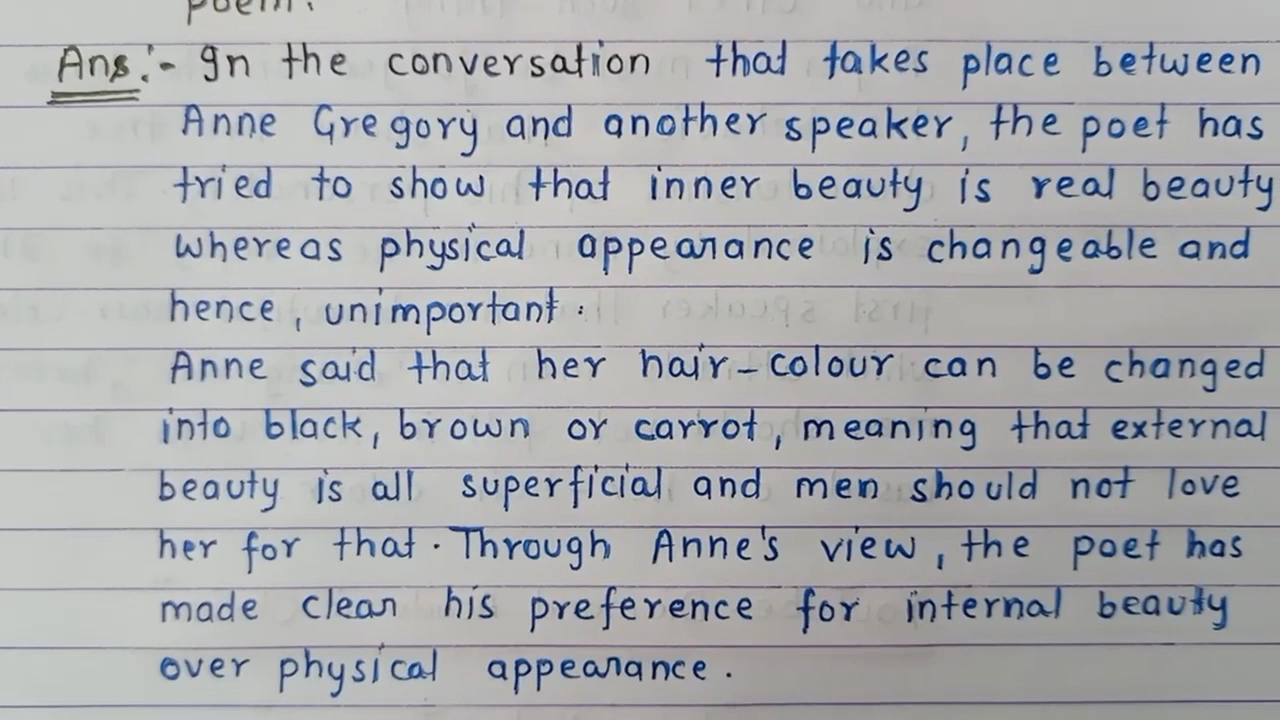 poem.
Ans:- In the conversation that takes place between
Anne Gregory and another speaker, the poet has
tried to show that inner beauty is real beauty
whereas physical appearance is changeable and
hence, unimportant.
Anne said that her hair-colour can be changed
into black, brown or carrot, meaning that external
beauty is all superficial and men should not love
her for that. Through Anne's view, the poet has
made clear his preference for internal beauty
over physical appearance.